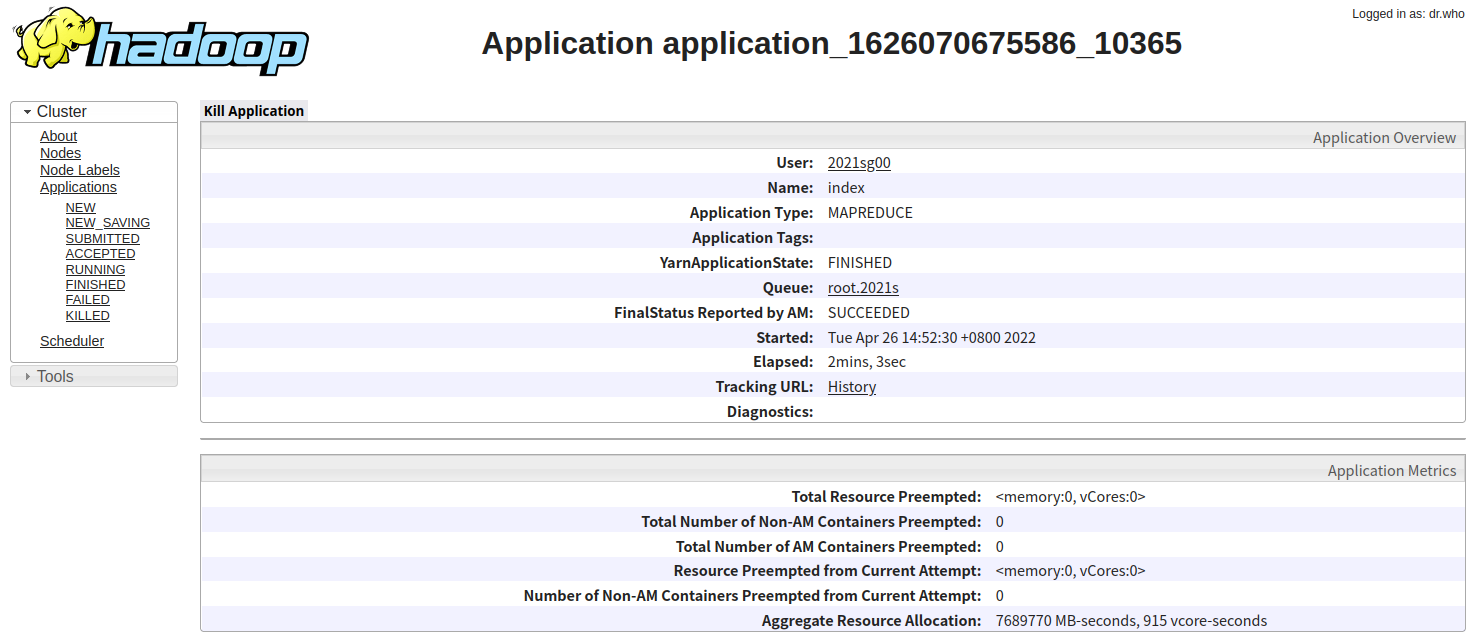 Logged in as: dr.who
hadoop
Application application_1626070675586_10365
Cluster
About
Nodes
Node Labels
Applications
NEW
NEW_SAVING
SUBMITTED
ACCEPTED
RUNNING
FINISHED
FAILED
KILLED
Scheduler
Tools
Kill Application
Application Overview
User: 2021sg00
Name: index
Application Type: MAPREDUCE
Application Tags:
YarnApplicationState: FINISHED
Queue: root.2021s
FinalStatus Reported by AM: SUCCEEDED
Started: Tue Apr 26 14:52:30 +0800 2022
Elapsed: 2mins, 3sec
Tracking URL: History
Diagnostics:
Application Metrics
Total Resource Preempted: <memory:0, vCores:0>
Total Number of Non-AM Containers Preempted: 0
Total Number of AM Containers Preempted: 0
Resource Preempted from Current Attempt: <memory:0, vCores:0>
Number of Non-AM Containers Preempted from Current Attempt: 0
Aggregate Resource Allocation: 7689770 MB-seconds, 915 vcore-seconds